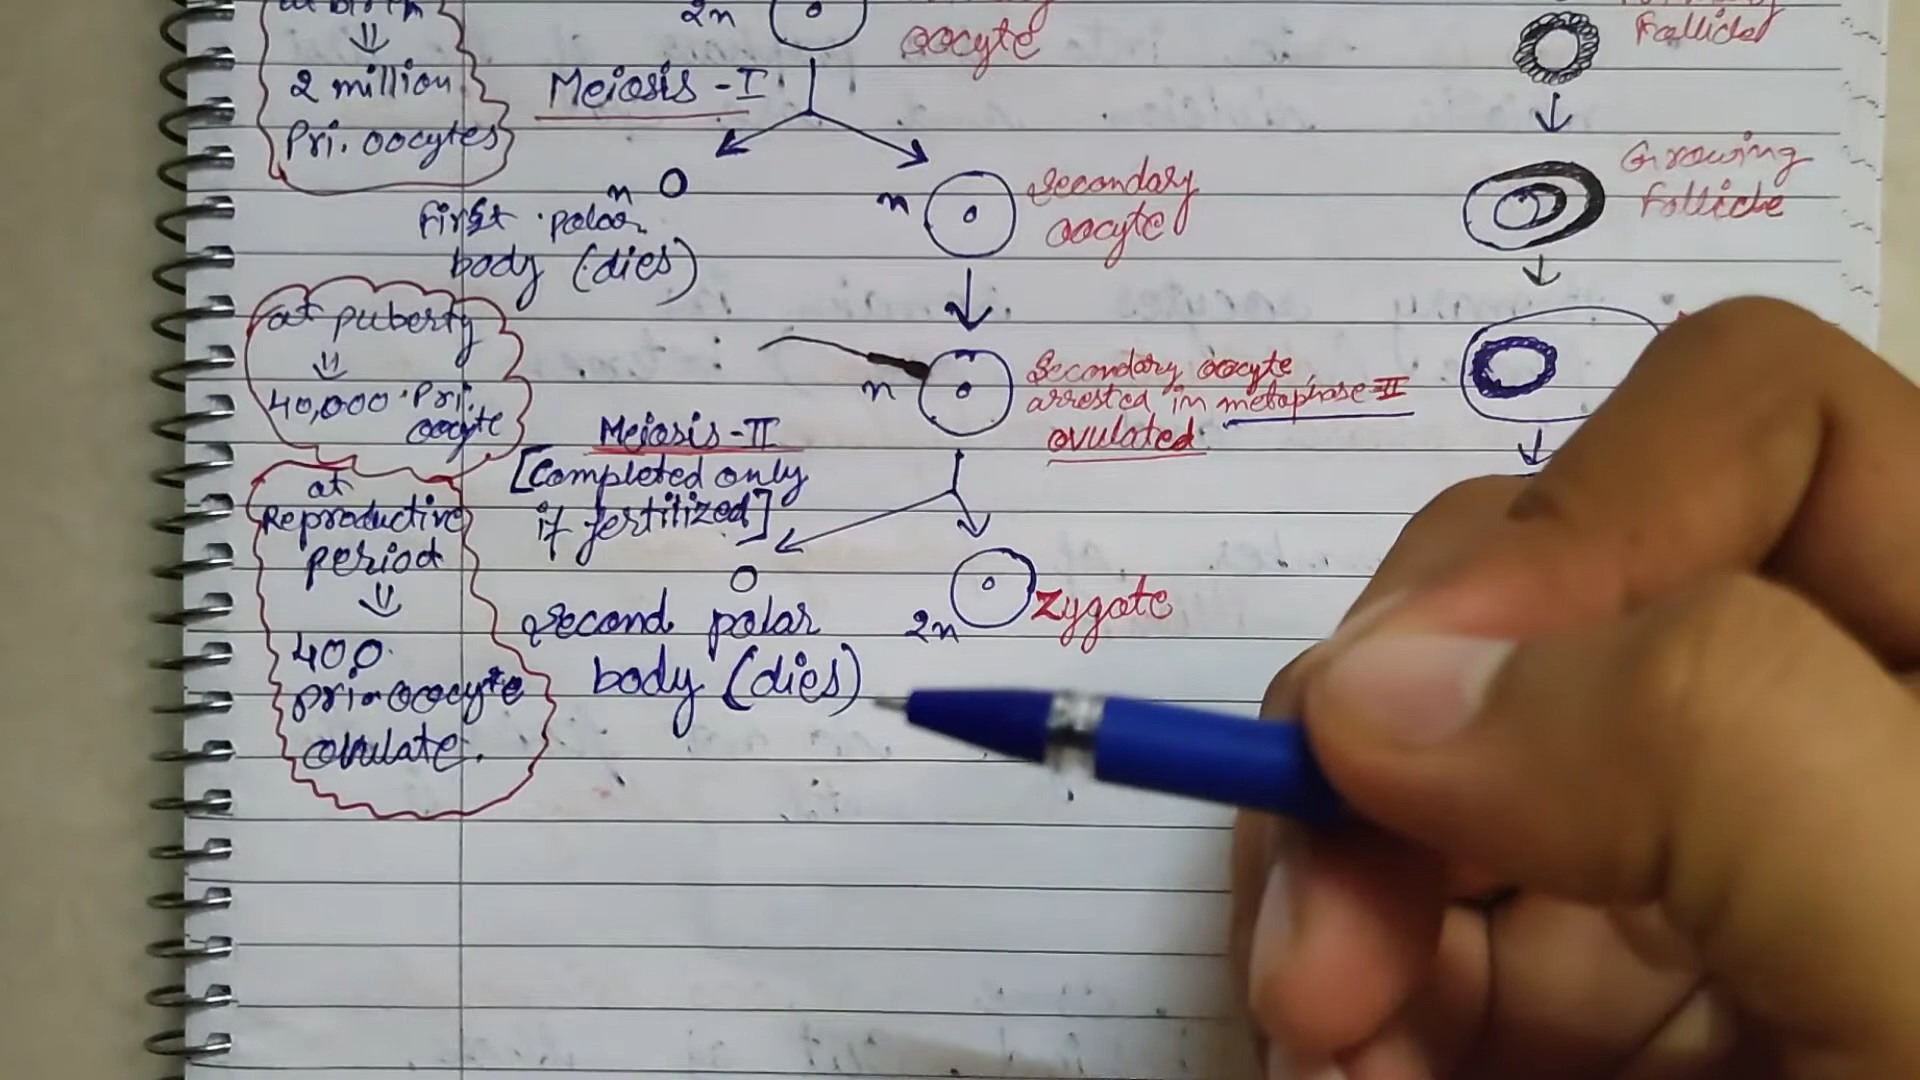 2n
oocyte
⇓
2 million
Pri. oocytes
Meiosis - I
n
First polar
body (dies)
n
secondary
oocyte
at puberty
⇓
40,000 Pri.
oocyte
n
Secondary oocyte
arrested in metaphase-II
ovulated.
Meiosis - II
[Completed only
if fertilized]
at
Reproductive
period
⇓
400
pri-oocyte
ovulate.
second polar
body (dies)
2n
Zygote
Follicle
Growing
Follicle